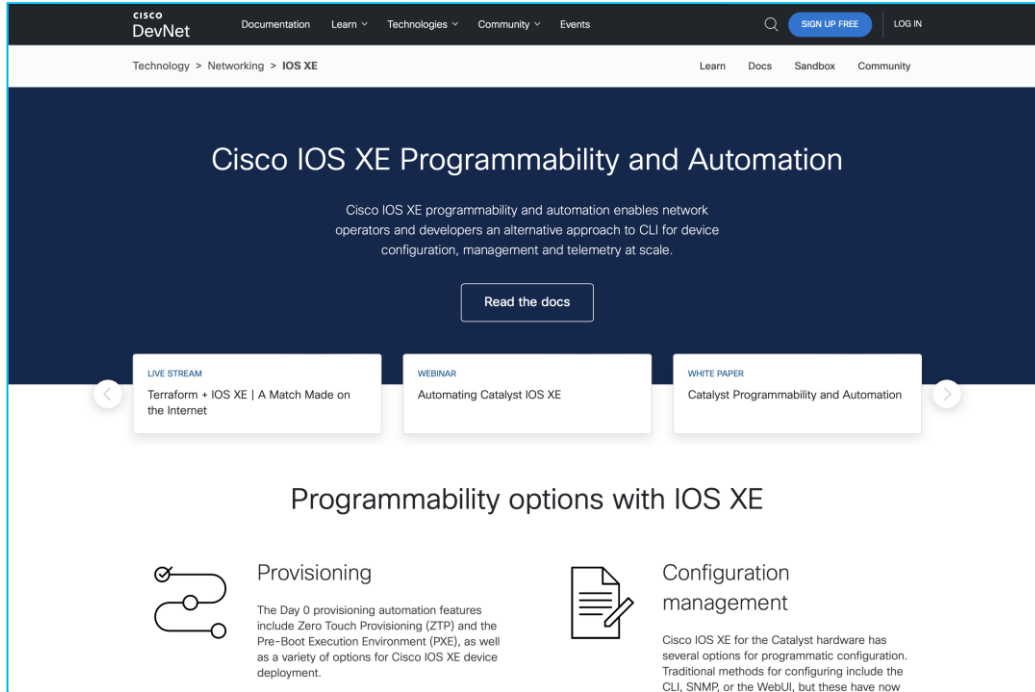 CISCO
DevNet
Documentation
Learn
Technologies
Community
Events
SIGN UP FREE
LOG IN
Technology > Networking > IOS XE
Learn
Docs
Sandbox
Community
Cisco IOS XE Programmability and Automation
Cisco IOS XE programmability and automation enables network
operators and developers an alternative approach to CLI for device
configuration, management and telemetry at scale.
Read the docs
LIVE STREAM
Terraform + IOS XE | A Match Made on
the Internet
WEBINAR
Automating Catalyst IOS XE
WHITE PAPER
Catalyst Programmability and Automation
Programmability options with IOS XE
Provisioning
The Day 0 provisioning automation features
include Zero Touch Provisioning (ZTP) and the
Pre-Boot Execution Environment (PXE), as well
as a variety of options for Cisco IOS XE device
deployment.
Configuration
management
Cisco IOS XE for the Catalyst hardware has
several options for programmatic configuration.
Traditional methods for configuring include the
CLI, SNMP, or the WebUI, but these have now